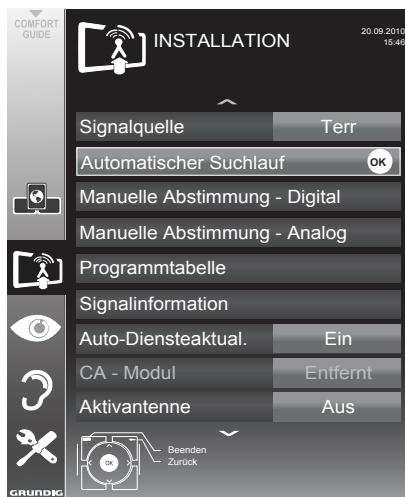 COMFORT
GUIDE
INSTALLATION
20.09.2010
15:46
Signalquelle Terr
Automatischer Suchlauf OK
Manuelle Abstimmung - Digital
Manuelle Abstimmung - Analog
Programmtabelle
Signalinformation
Auto-Diensteaktual. Ein
CA - Modul Entfernt
Aktivantenne Aus
OK
Beenden
Zurück
GRUNDIG